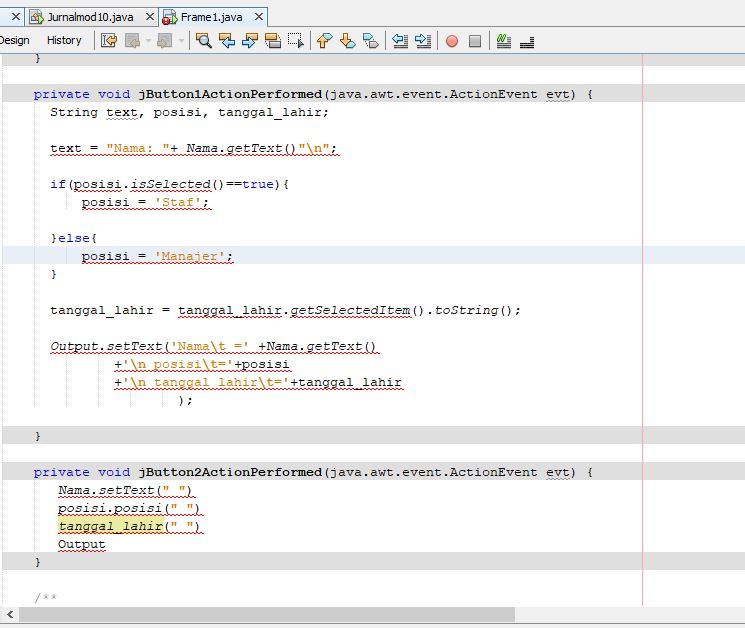 Jurnalmod10.java Frame1.java
Design History
}
private void jButton1ActionPerformed(java.awt.event.ActionEvent evt) {
String text, posisi, tanggal_lahir;
text = "Nama: "+ Nama.getText()"\n";
if(posisi.isSelected()==true){
posisi = 'Staf';
}else{
posisi = 'Manajer';
}
tanggal_lahir = tanggal_lahir.getSelectedItem().toString();
Output.setText('Nama\t =' +Nama.getText()
+'\n posisi\t='+posisi
+'\n tanggal lahir\t='+tanggal_lahir
);
}
private void jButton2ActionPerformed(java.awt.event.ActionEvent evt) {
Nama.setText(" ")
posisi.posisi(" ")
tanggal_lahir(" ")
Output
}
/**